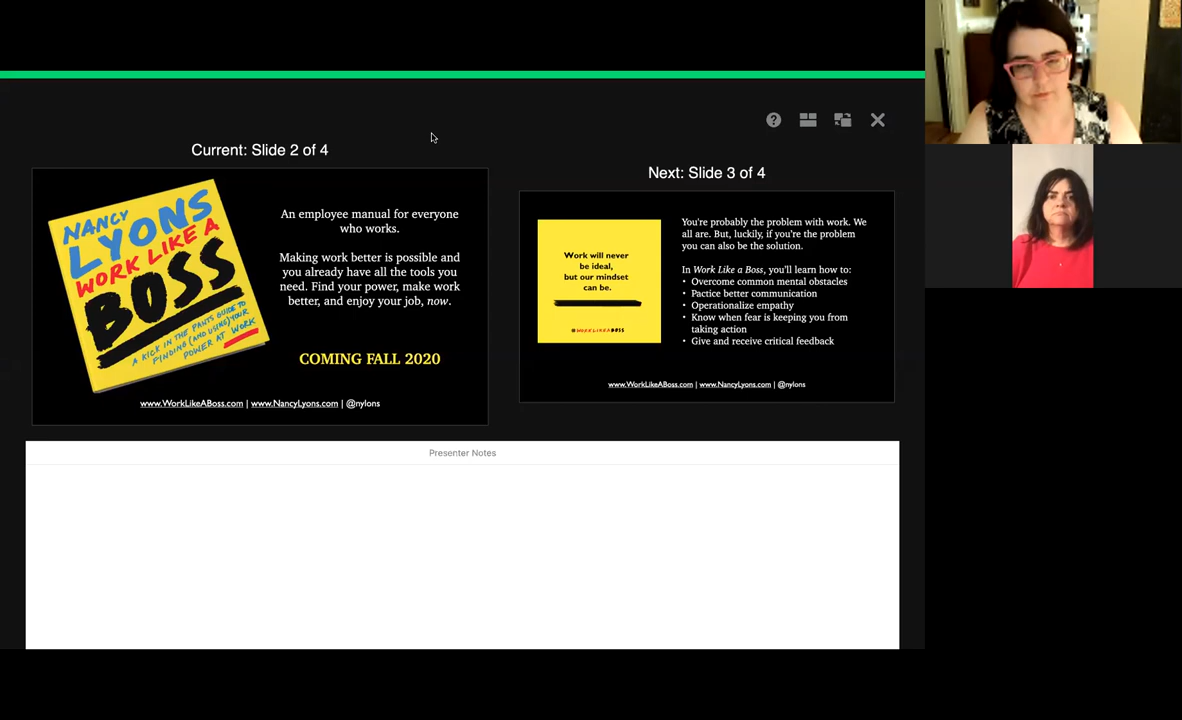 Current: Slide 2 of 4
NANCY
LYONS
WORK LIKE A
BOSS
A KICK IN THE PANTS GUIDE TO
FINDING (AND USING) YOUR
POWER AT WORK
An employee manual for everyone
who works.
Making work better is possible and
you already have all the tools you
need. Find your power, make work
better, and enjoy your job, now.
COMING FALL 2020
www.WorkLikeABoss.com | www.NancyLyons.com | @nylons
Next: Slide 3 of 4
Work will never
be ideal,
but our mindset
can be.
@WORKLIKEABOSS
You're probably the problem with work. We
all are. But, luckily, if you're the problem
you can also be the solution.
In Work Like a Boss, you'll learn how to:
• Overcome common mental obstacles
• Pactice better communication
• Operationalize empathy
• Know when fear is keeping you from
taking action
• Give and receive critical feedback
www.WorkLikeABoss.com | www.NancyLyons.com | @nylons
Presenter Notes